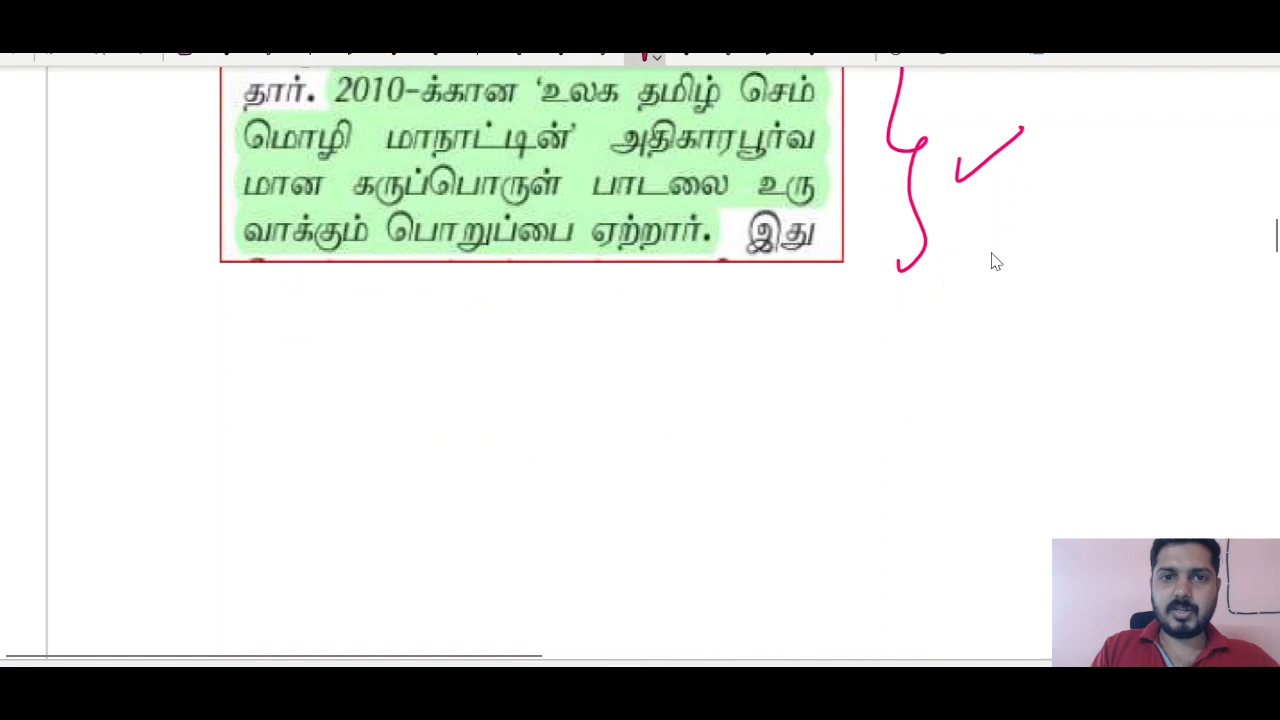 தார். 2010-க்கான ‘உலக தமிழ் செம்
மொழி மாநாட்டின்’ அதிகாரபூர்வ
மான கருப்பொருள் பாடலை உரு
வாக்கும் பொறுப்பை ஏற்றார். இது